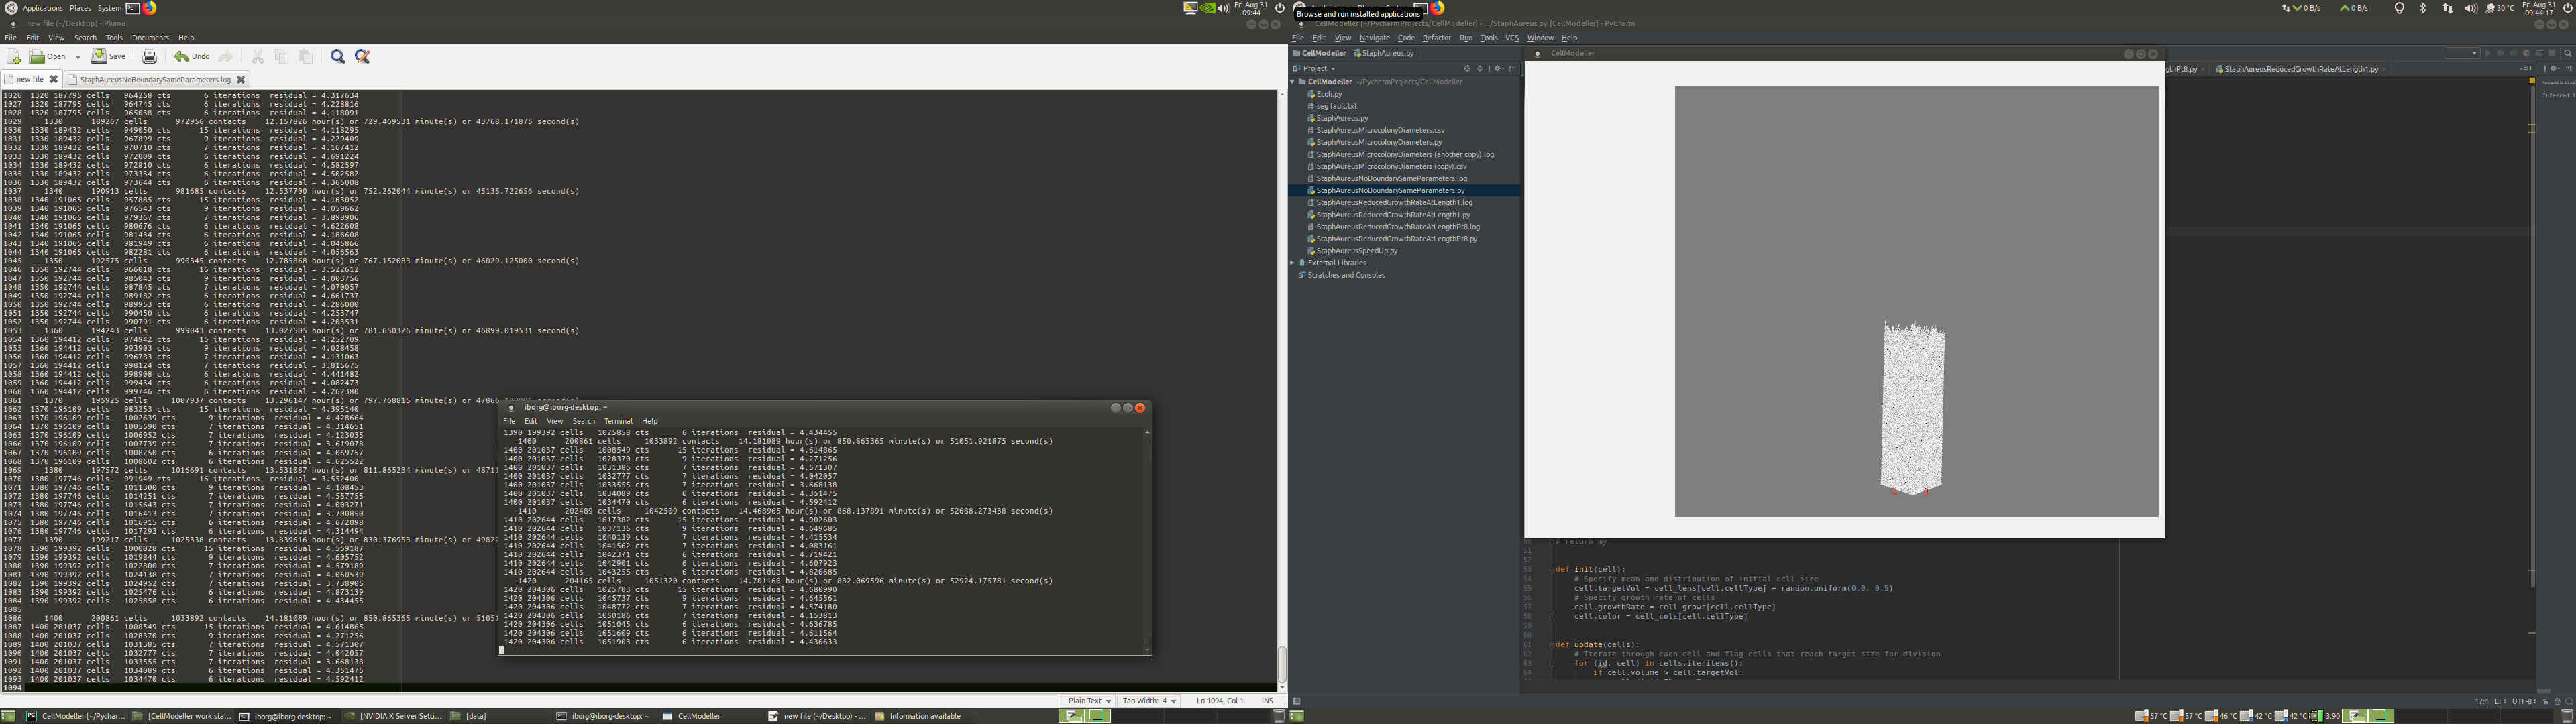 Applications Places System
Fri Aug 31
09:44
new file (~/Desktop) - Pluma
File Edit View Search Tools Documents Help
Open Save Undo
new file StaphAureusNoBoundarySameParameters.log
1026 1320 187795 cells 964258 cts 6 iterations residual = 4.317634
1027 1320 187795 cells 964745 cts 6 iterations residual = 4.228816
1028 1320 187795 cells 965038 cts 6 iterations residual = 4.118091
1029 1330 189267 cells 972956 contacts 12.157826 hour(s) or 729.469531 minute(s) or 43768.171875 second(s)
1030 1330 189432 cells 949050 cts 15 iterations residual = 4.118295
1031 1330 189432 cells 967899 cts 9 iterations residual = 4.229409
1032 1330 189432 cells 970710 cts 7 iterations residual = 4.167412
1033 1330 189432 cells 972009 cts 6 iterations residual = 4.691224
1034 1330 189432 cells 972810 cts 6 iterations residual = 4.582597
1035 1330 189432 cells 973334 cts 6 iterations residual = 4.502582
1036 1330 189432 cells 973644 cts 6 iterations residual = 4.365008
1037 1340 190913 cells 981685 contacts 12.537700 hour(s) or 752.262044 minute(s) or 45135.722656 second(s)
1038 1340 191065 cells 957885 cts 15 iterations residual = 4.163052
1039 1340 191065 cells 976543 cts 9 iterations residual = 4.059662
1040 1340 191065 cells 979367 cts 7 iterations residual = 3.898906
1041 1340 191065 cells 980676 cts 6 iterations residual = 4.622608
1042 1340 191065 cells 981434 cts 6 iterations residual = 4.186608
1043 1340 191065 cells 981949 cts 6 iterations residual = 4.045866
1044 1340 191065 cells 982281 cts 6 iterations residual = 4.056563
1045 1350 192575 cells 990345 contacts 12.785868 hour(s) or 767.152083 minute(s) or 46029.125000 second(s)
1046 1350 192744 cells 966018 cts 16 iterations residual = 3.522612
1047 1350 192744 cells 985043 cts 9 iterations residual = 4.003756
1048 1350 192744 cells 987845 cts 7 iterations residual = 4.070057
1049 1350 192744 cells 989182 cts 6 iterations residual = 4.661737
1050 1350 192744 cells 989953 cts 6 iterations residual = 4.286000
1051 1350 192744 cells 990450 cts 6 iterations residual = 4.253747
1052 1350 192744 cells 990791 cts 6 iterations residual = 4.203531
1053 1360 194243 cells 999043 contacts 13.027505 hour(s) or 781.650326 minute(s) or 46899.019531 second(s)
1054 1360 194412 cells 974942 cts 15 iterations residual = 4.252709
1055 1360 194412 cells 993903 cts 9 iterations residual = 4.028458
1056 1360 194412 cells 996783 cts 7 iterations residual = 4.131063
1057 1360 194412 cells 998124 cts 7 iterations residual = 3.815675
1058 1360 194412 cells 998908 cts 6 iterations residual = 4.441482
1059 1360 194412 cells 999434 cts 6 iterations residual = 4.082473
1060 1360 194412 cells 999746 cts 6 iterations residual = 4.262380
1061 1370 195925 cells 1007937 contacts 13.296147 hour(s) or 797.768815 minute(s) or
1062 1370 196109 cells 983253 cts 15 iterations residual = 4.395140
1063 1370 196109 cells 1002639 cts 9 iterations residual = 4.428664
1064 1370 196109 cells 1005590 cts 7 iterations residual = 4.314651
1065 1370 196109 cells 1006952 cts 7 iterations residual = 4.123035
1066 1370 196109 cells 1007739 cts 7 iterations residual = 3.619078
1067 1370 196109 cells 1008250 cts 6 iterations residual = 4.069757
1068 1370 196109 cells 1008602 cts 6 iterations residual = 4.625522
1069 1380 197572 cells 1016691 contacts 13.531087 hour(s) or 811.865234 minute(s) or 48711
1070 1380 197746 cells 991949 cts 16 iterations residual = 3.552400
1071 1380 197746 cells 1011300 cts 9 iterations residual = 4.108453
1072 1380 197746 cells 1014251 cts 7 iterations residual = 4.557755
1073 1380 197746 cells 1015643 cts 7 iterations residual = 4.003271
1074 1380 197746 cells 1016413 cts 7 iterations residual = 3.700850
1075 1380 197746 cells 1016915 cts 6 iterations residual = 4.672098
1076 1380 197746 cells 1017293 cts 6 iterations residual = 4.314494
1077 1390 199217 cells 1025338 contacts 13.839616 hour(s) or 830.376953 minute(s) or 49822
1078 1390 199392 cells 1000028 cts 15 iterations residual = 4.559187
1079 1390 199392 cells 1019844 cts 9 iterations residual = 4.605752
1080 1390 199392 cells 1022800 cts 7 iterations residual = 4.579189
1081 1390 199392 cells 1024138 cts 7 iterations residual = 4.060539
1082 1390 199392 cells 1024952 cts 7 iterations residual = 3.738905
1083 1390 199392 cells 1025476 cts 6 iterations residual = 4.873139
1084 1390 199392 cells 1025858 cts 6 iterations residual = 4.434455
1085
1086 1400 200861 cells 1033892 contacts 14.181089 hour(s) or 850.865365 minute(s) or 51051
1087 1400 201037 cells 1008549 cts 15 iterations residual = 4.614865
1088 1400 201037 cells 1028370 cts 9 iterations residual = 4.271256
1089 1400 201037 cells 1031385 cts 7 iterations residual = 4.571307
1090 1400 201037 cells 1032777 cts 7 iterations residual = 4.042057
1091 1400 201037 cells 1033555 cts 7 iterations residual = 3.668138
1092 1400 201037 cells 1034089 cts 6 iterations residual = 4.351475
1093 1400 201037 cells 1034470 cts 6 iterations residual = 4.592412
1094
Plain Text Tab Width: 4 Ln 1094, Col 1 INS
iborg@iborg-desktop: ~
File Edit View Search Terminal Help
1390 199392 cells 1025858 cts 6 iterations residual = 4.434455
1400 200861 cells 1033892 contacts 14.181089 hour(s) or 850.865365 minute(s) or 51051.921875 second(s)
1400 201037 cells 1008549 cts 15 iterations residual = 4.614865
1400 201037 cells 1028370 cts 9 iterations residual = 4.271256
1400 201037 cells 1031385 cts 7 iterations residual = 4.571307
1400 201037 cells 1032777 cts 7 iterations residual = 4.042057
1400 201037 cells 1033555 cts 7 iterations residual = 3.668138
1400 201037 cells 1034089 cts 6 iterations residual = 4.351475
1400 201037 cells 1034470 cts 6 iterations residual = 4.592412
1410 202489 cells 1042509 contacts 14.468965 hour(s) or 868.137891 minute(s) or 52088.273438 second(s)
1410 202644 cells 1017382 cts 15 iterations residual = 4.902603
1410 202644 cells 1037135 cts 9 iterations residual = 4.649685
1410 202644 cells 1040139 cts 7 iterations residual = 4.415534
1410 202644 cells 1041562 cts 7 iterations residual = 4.083161
1410 202644 cells 1042371 cts 6 iterations residual = 4.719421
1410 202644 cells 1042901 cts 6 iterations residual = 4.607923
1410 202644 cells 1043255 cts 6 iterations residual = 4.820685
1420 204165 cells 1051320 contacts 14.701160 hour(s) or 882.069596 minute(s) or 52924.175781 second(s)
1420 204306 cells 1025703 cts 15 iterations residual = 4.680990
1420 204306 cells 1045737 cts 9 iterations residual = 4.645561
1420 204306 cells 1048772 cts 7 iterations residual = 4.574180
1420 204306 cells 1050186 cts 7 iterations residual = 4.153813
1420 204306 cells 1051045 cts 6 iterations residual = 4.636785
1420 204306 cells 1051609 cts 6 iterations residual = 4.611564
1420 204306 cells 1051903 cts 6 iterations residual = 4.430633
CellModeller [~/Pychar... [CellModeller work sta... iborg@iborg-desktop: ~ [NVIDIA X Server Setti... [data] iborg@iborg-desktop: ~ CellModeller new file (~/Desktop) - ... Information available
Browse and run installed applications
0 B/s 0 B/s 30 °C Fri Aug 31
09:44:17
CellModeller [~/PycharmProjects/CellModeller] - .../StaphAureus.py [CellModeller] - PyCharm
File Edit View Navigate Code Refactor Run Tools VCS Window Help
CellModeller StaphAureus.py
Project
CellModeller ~/PycharmProjects/CellModeller
Ecoli.py
seg fault.txt
StaphAureus.py
StaphAureusMicrocolonyDiameters.csv
StaphAureusMicrocolonyDiameters.py
StaphAureusMicrocolonyDiameters (another copy).log
StaphAureusMicrocolonyDiameters (copy).csv
StaphAureusNoBoundarySameParameters.log
StaphAureusNoBoundarySameParameters.py
StaphAureusReducedGrowthRateAtLength1.log
StaphAureusReducedGrowthRateAtLength1.py
StaphAureusReducedGrowthRateAtLengthPt8.log
StaphAureusReducedGrowthRateAtLengthPt8.py
StaphAureusSpeedUp.py
External Libraries
Scratches and Consoles
CellModeller
gthPt8.py StaphAureusReducedGrowthRateAtLength1.py
Inferred t
50 # return my
51
52
53 def init(cell):
54 # Specify mean and distribution of initial cell size
55 cell.targetVol = cell_lens[cell.cellType] + random.uniform(0.0, 0.5)
56 # Specify growth rate of cells
57 cell.growthRate = cell_growr[cell.cellType]
58 cell.color = cell_cols[cell.cellType]
59
60
61 def update(cells):
62 # Iterate through each cell and flag cells that reach target size for division
63 for (id, cell) in cells.iteritems():
64 if cell.volume > cell.targetVol:
17:1 LF: UTF-8:
57 °C 57 °C 46 °C 42 °C 42 °C 3.90